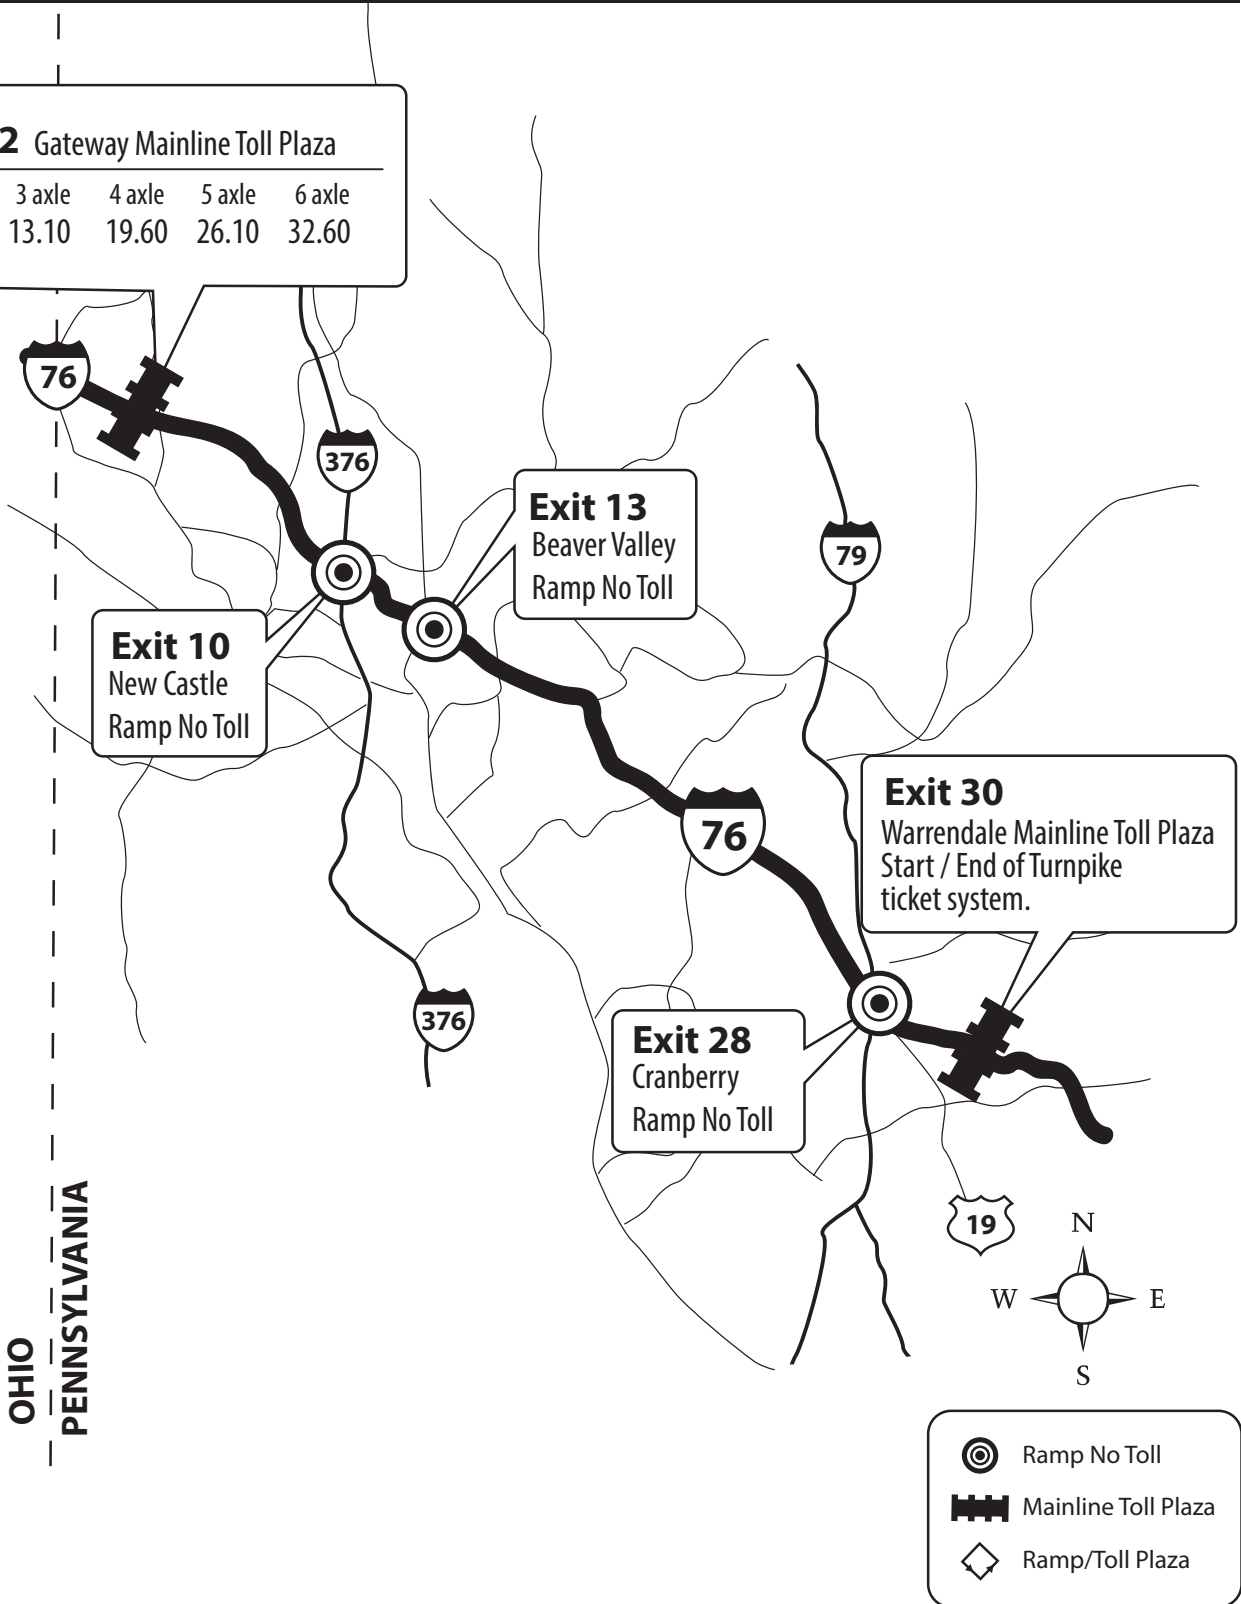 2 Gateway Mainline Toll Plaza
3 axle 4 axle 5 axle 6 axle
13.10 19.60 26.10 32.60
76
376
Exit 13
Beaver Valley
Ramp No Toll
79
Exit 10
New Castle
Ramp No Toll
76
Exit 30
Warrendale Mainline Toll Plaza
Start / End of Turnpike
ticket system.
376
Exit 28
Cranberry
Ramp No Toll
19
OHIO
PENNSYLVANIA
N
W E
S
Ramp No Toll
Mainline Toll Plaza
Ramp/Toll Plaza